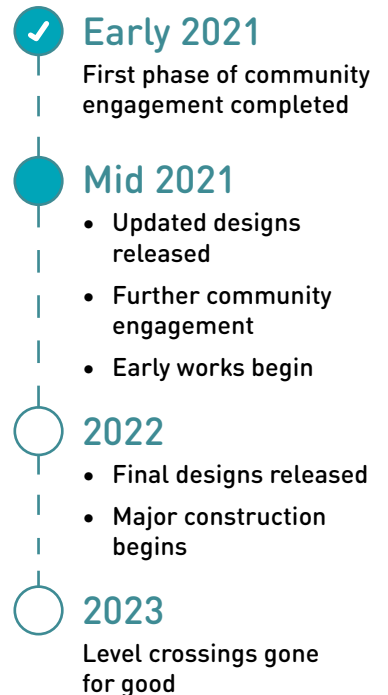 Early 2021
First phase of community
engagement completed
Mid 2021
• Updated designs
released
• Further community
engagement
• Early works begin
2022
• Final designs released
• Major construction
begins
2023
Level crossings gone
for good